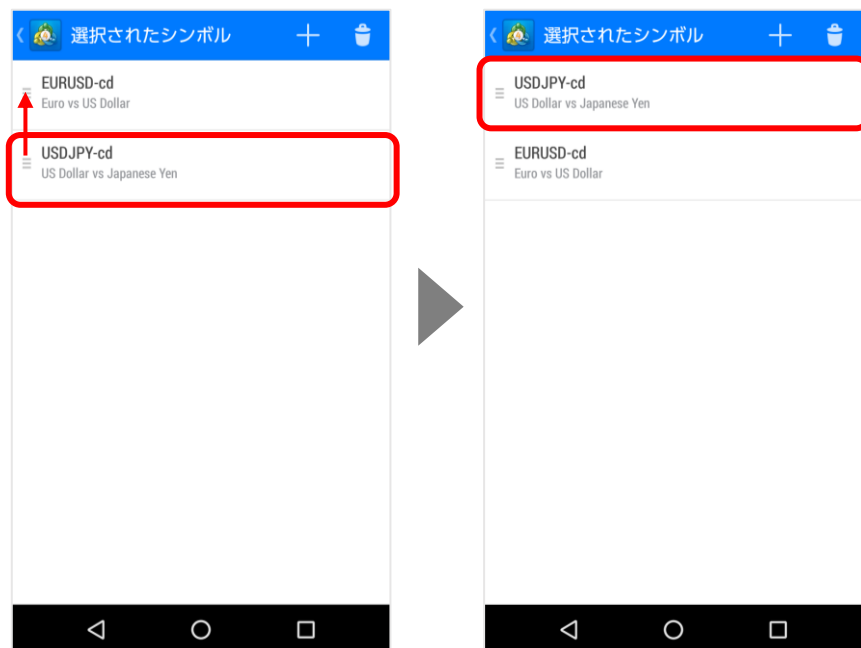 選択されたシンボル
EURUSD-cd
Euro vs US Dollar
USDJPY-cd
US Dollar vs Japanese Yen
選択されたシンボル
USDJPY-cd
US Dollar vs Japanese Yen
EURUSD-cd
Euro vs US Dollar